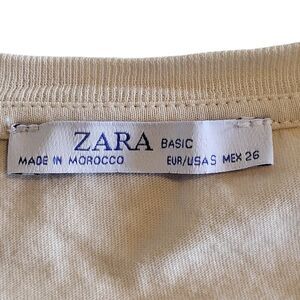 ZARA BASIC
MADE IN MOROCCO EUR/USA S MEX 26